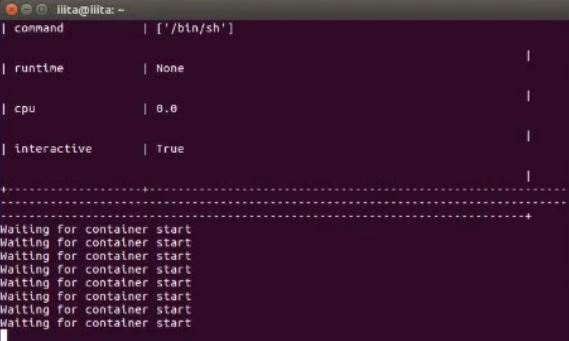 iiita@iiita: ~
| command | ['/bin/sh']
|
| runtime | None
|
| cpu | 0.0
|
| interactive | True
|
+-------------------+-----------------------------------------------------------
--------------------------------------------------------------------------------
---------------------------------------------------------------------------+
Waiting for container start
Waiting for container start
Waiting for container start
Waiting for container start
Waiting for container start
Waiting for container start
Waiting for container start
Waiting for container start